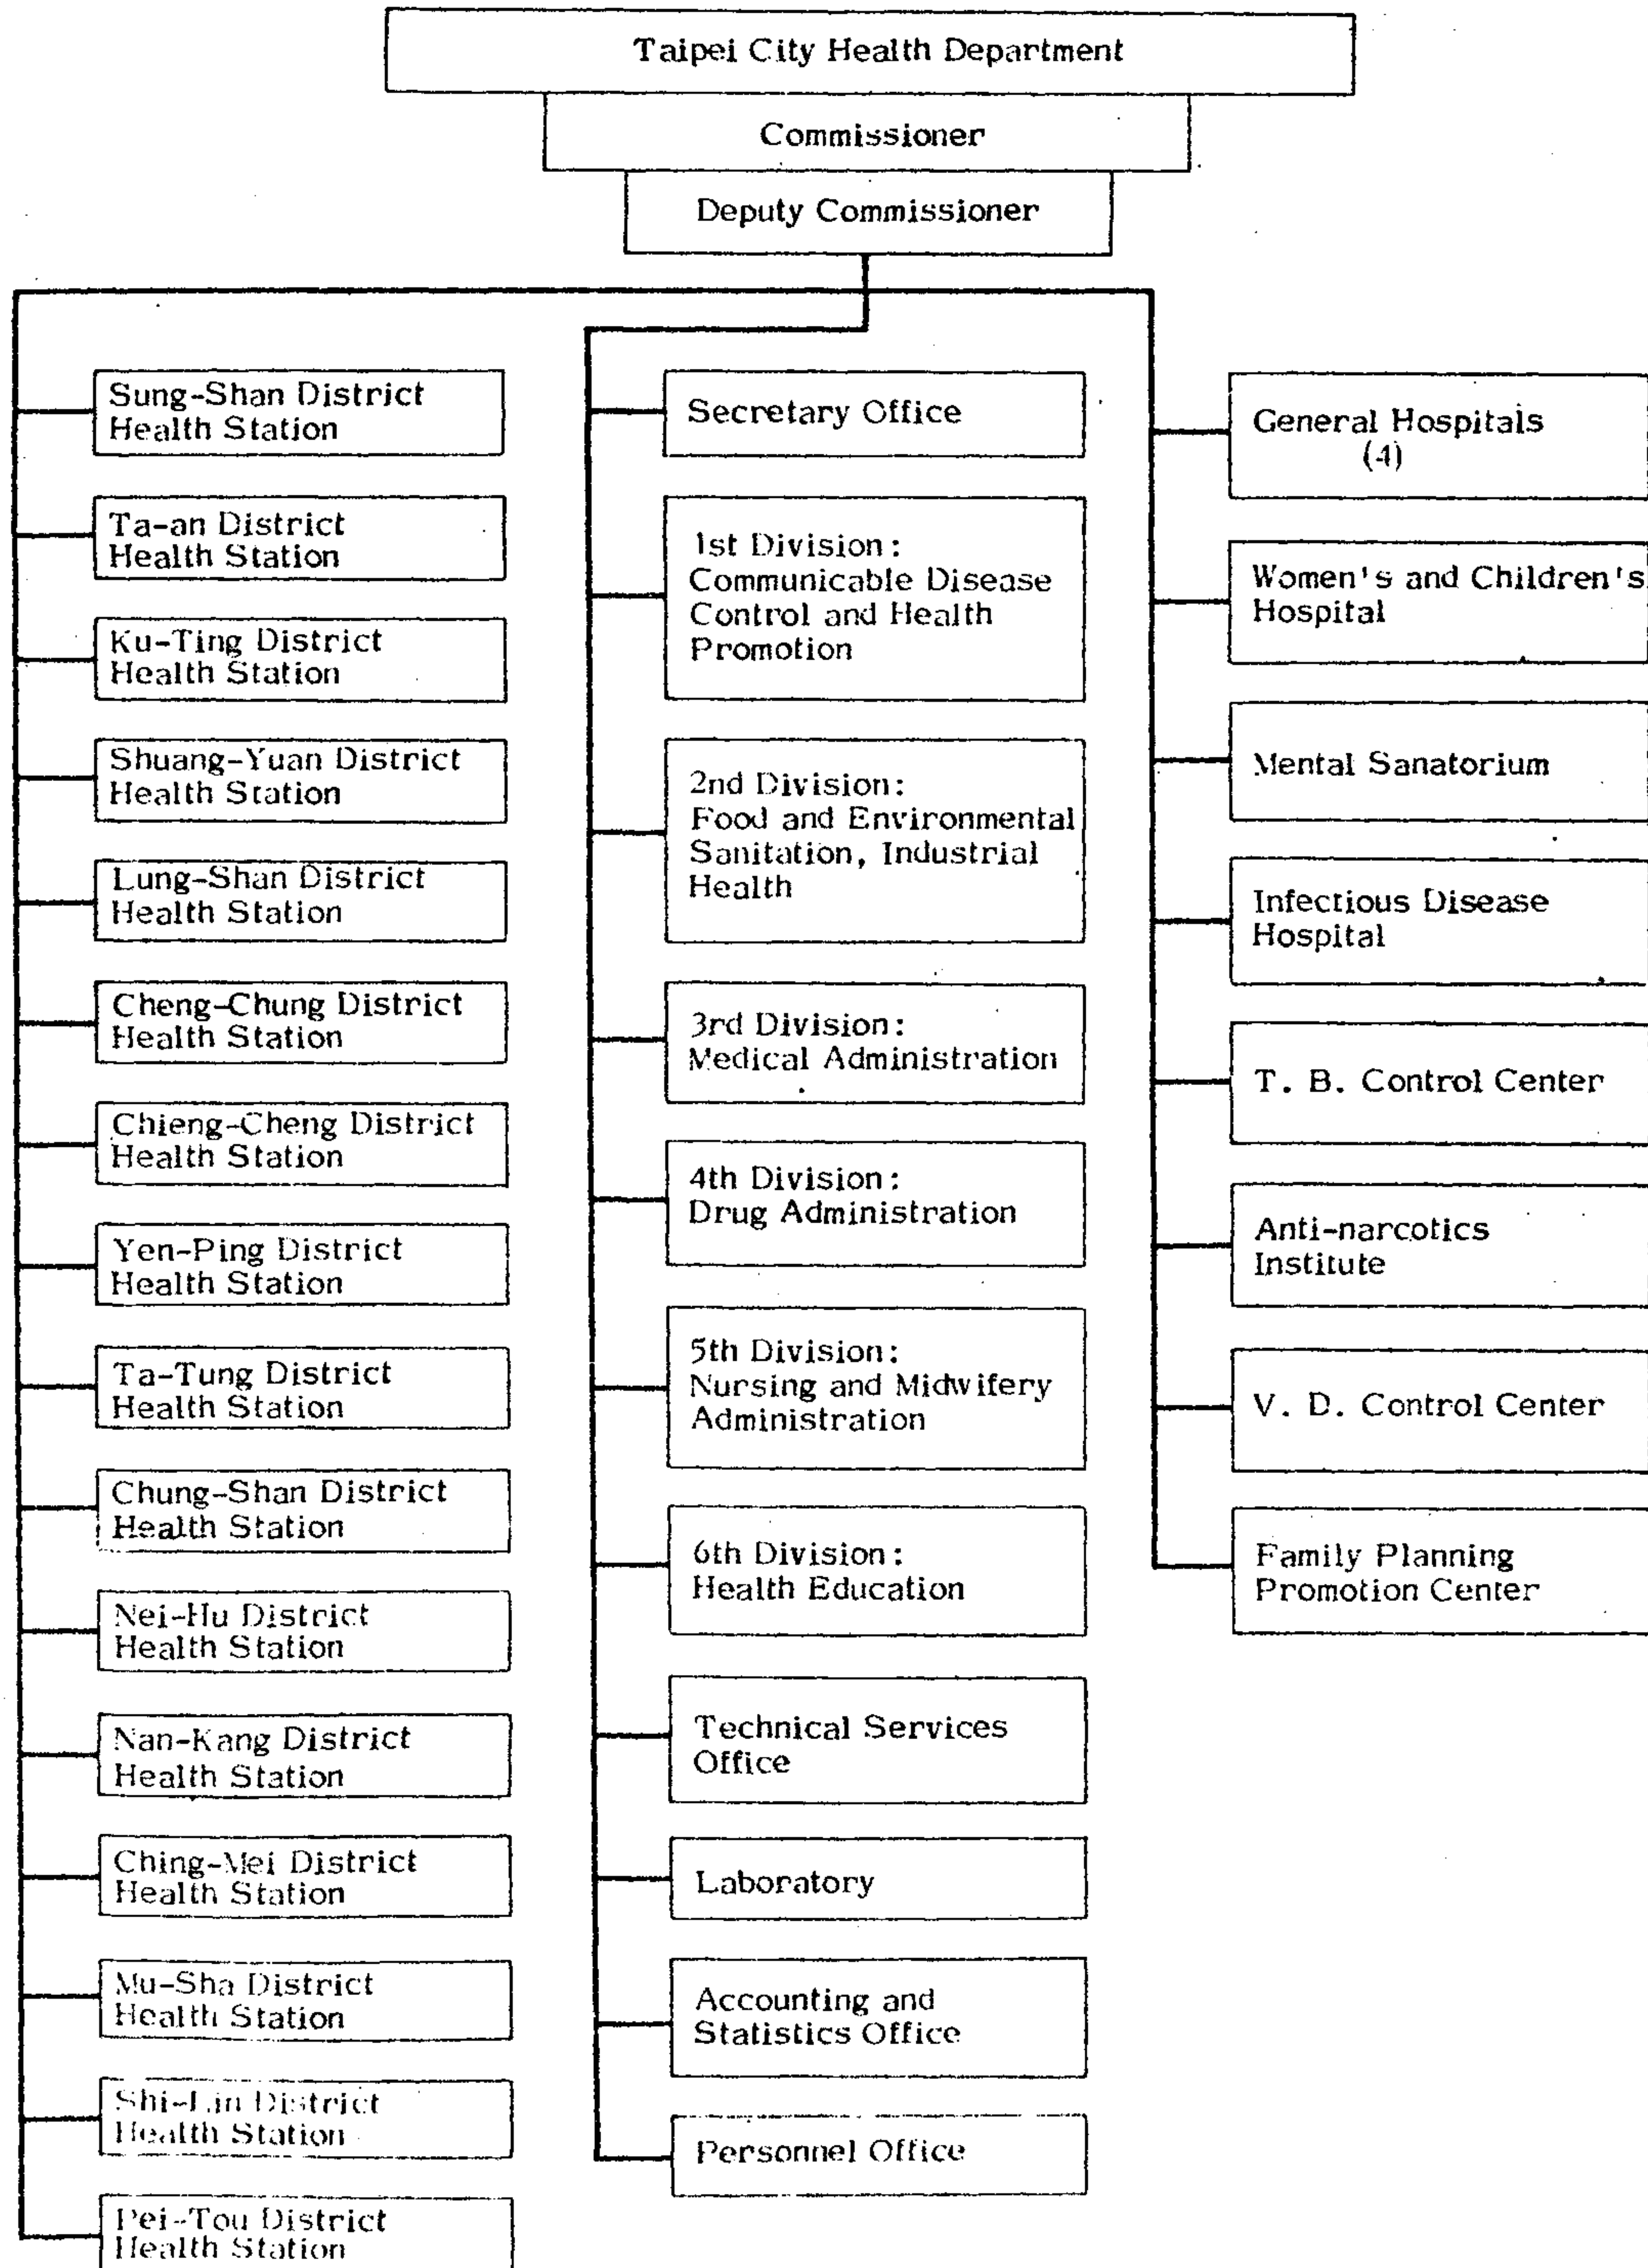 Taipei City Health Department
Commissioner
Deputy Commissioner
Sung-Shan District
Health Station
Ta-an District
Health Station
Ku-Ting District
Health Station
Shuang-Yuan District
Health Station
Lung-Shan District
Health Station
Cheng-Chung District
Health Station
Chieng-Cheng District
Health Station
Yen-Ping District
Health Station
Ta-Tung District
Health Station
Chung-Shan District
Health Station
Nei-Hu District
Health Station
Nan-Kang District
Health Station
Ching-Mei District
Health Station
Mu-Sha District
Health Station
Shi-Lin District
Health Station
Pei-Tou District
Health Station
Secretary Office
1st Division:
Communicable Disease
Control and Health
Promotion
2nd Division:
Food and Environmental
Sanitation, Industrial
Health
3rd Division:
Medical Administration
4th Division:
Drug Administration
5th Division:
Nursing and Midwifery
Administration
6th Division:
Health Education
Technical Services
Office
Laboratory
Accounting and
Statistics Office
Personnel Office
General Hospitals
(4)
Women's and Children's
Hospital
Mental Sanatorium
Infectious Disease
Hospital
T. B. Control Center
Anti-narcotics
Institute
V. D. Control Center
Family Planning
Promotion Center